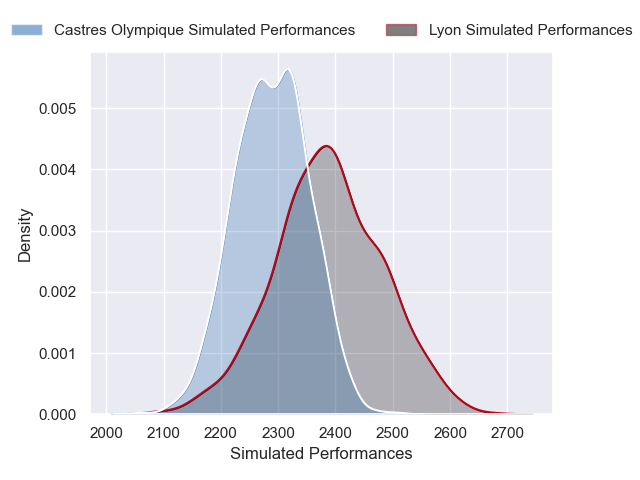 Castres Olympique Simulated Performances
Lyon Simulated Performances
0.005
0.004
0.003
0.002
0.001
0.000
Density
2000 2100 2200 2300 2400 2500 2600 2700
Simulated Performances